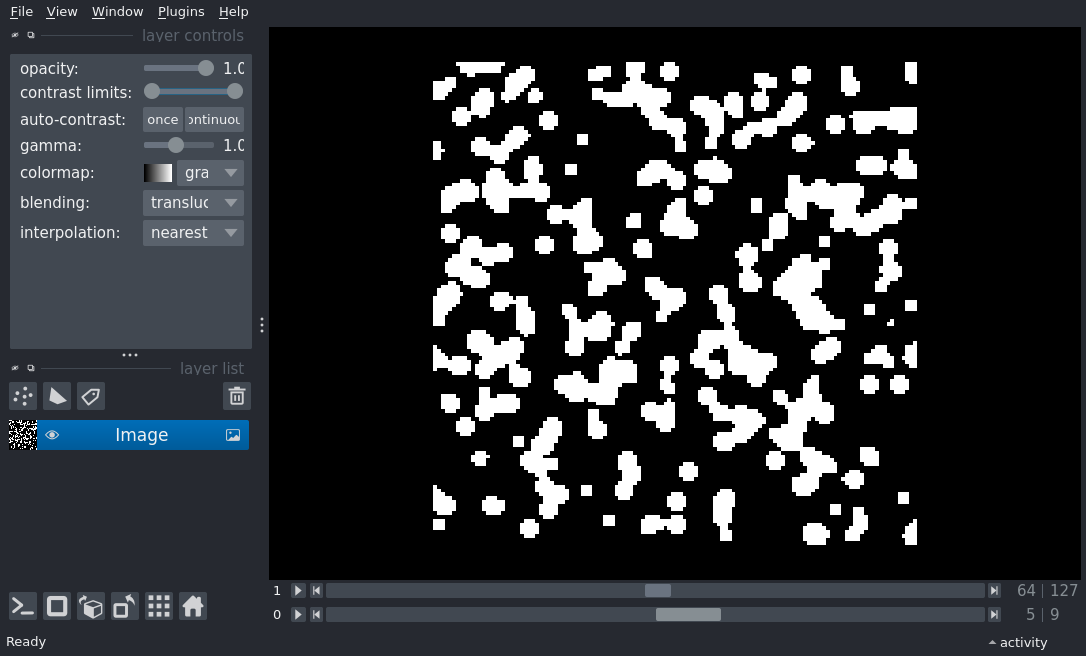 File View Window Plugins Help
layer controls
opacity: 1.0
contrast limits:
auto-contrast: once ontinuou
gamma: 1.0
colormap: gra
blending: transluc
interpolation: nearest
layer list
Image
1 64 127
0 5 9
Ready activity